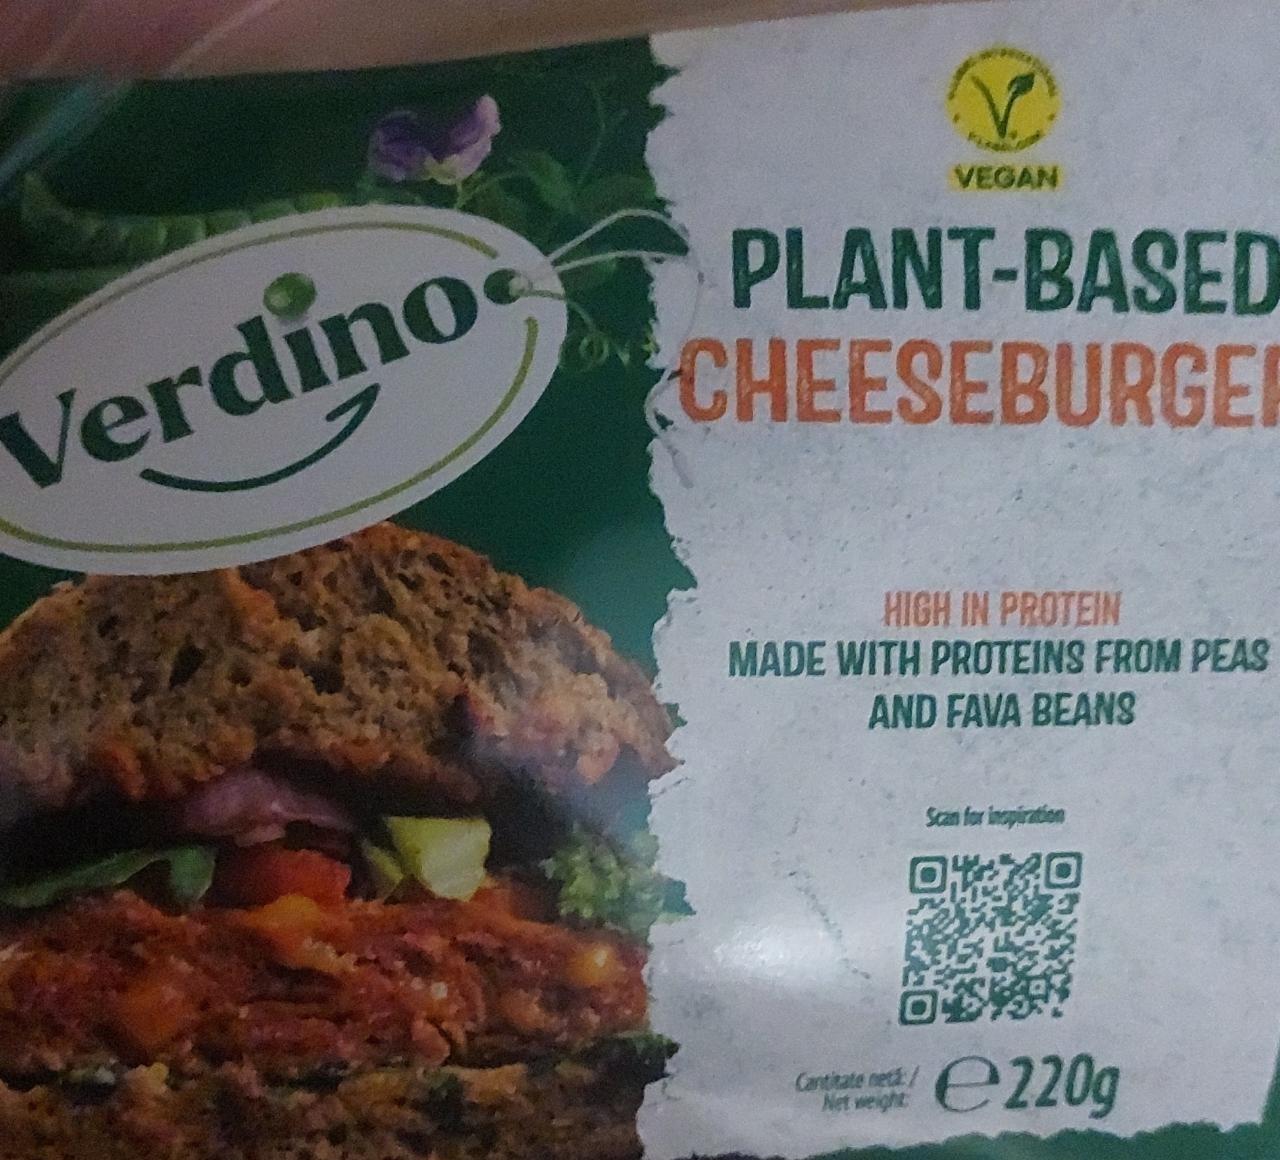 VEGAN
Verdino
PLANT-BASED
CHEESEBURGER
HIGH IN PROTEIN
MADE WITH PROTEINS FROM PEAS
AND FAVA BEANS
Scan for inspiration
Cantitate netă: /
Net weight:
℮ 220g